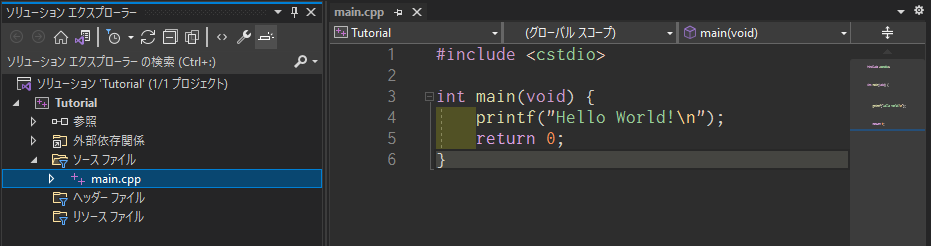 ソリューション エクスプローラー
ソリューション エクスプローラー の検索 (Ctrl+:)
ソリューション 'Tutorial' (1/1 プロジェクト)
Tutorial
参照
外部依存関係
ソース ファイル
main.cpp
ヘッダー ファイル
リソース ファイル
main.cpp
Tutorial (グローバル スコープ) main(void)
1 #include <cstdio>
2
3 int main(void) {
4 printf("Hello World!\n");
5 return 0;
6 }